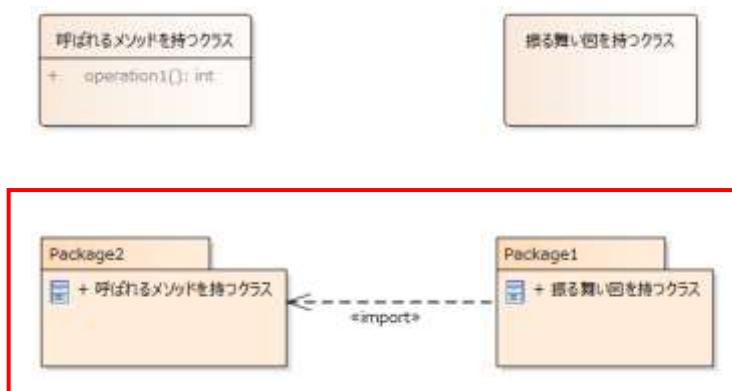 呼ばれるメソッドを持つクラス
振る舞い図を持つクラス
+ operation1(): int
Package2
Package1
+ 呼ばれるメソッドを持つクラス
+ 振る舞い図を持つクラス
«import»